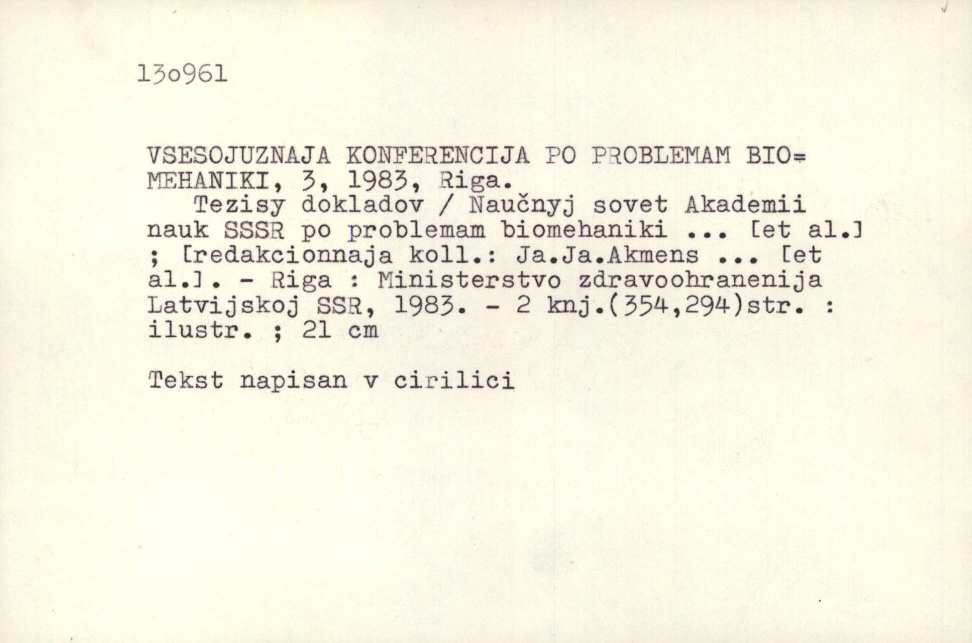 13o961
VSESOJUZNAJA KONFERENCIJA PO PROBLEMAM BIO=
MEHANIKI, 3, 1983, Riga.
Tezisy dokladov / Naučnyj sovet Akademii
nauk SSSR po problemam biomehaniki ... [et al.]
; [redakcionnaja koll.: Ja.Ja.Akmens ... [et
al.]. - Riga : Ministerstvo zdravoohranenija
Latvijskoj SSR, 1983. - 2 knj.(354,294)str. :
ilustr. ; 21 cm
Tekst napisan v cirilici